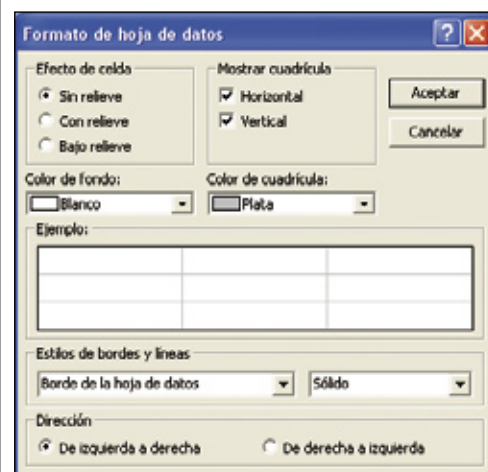 Formato de hoja de datos
Efecto de celda
Sin relieve
Con relieve
Bajo relieve
Mostrar cuadrícula
Horizontal
Vertical
Aceptar
Cancelar
Color de fondo:
Blanco
Color de cuadrícula:
Plata
Ejemplo:
Estilos de bordes y líneas
Borde de la hoja de datos
Sólido
Dirección
De izquierda a derecha
De derecha a izquierda